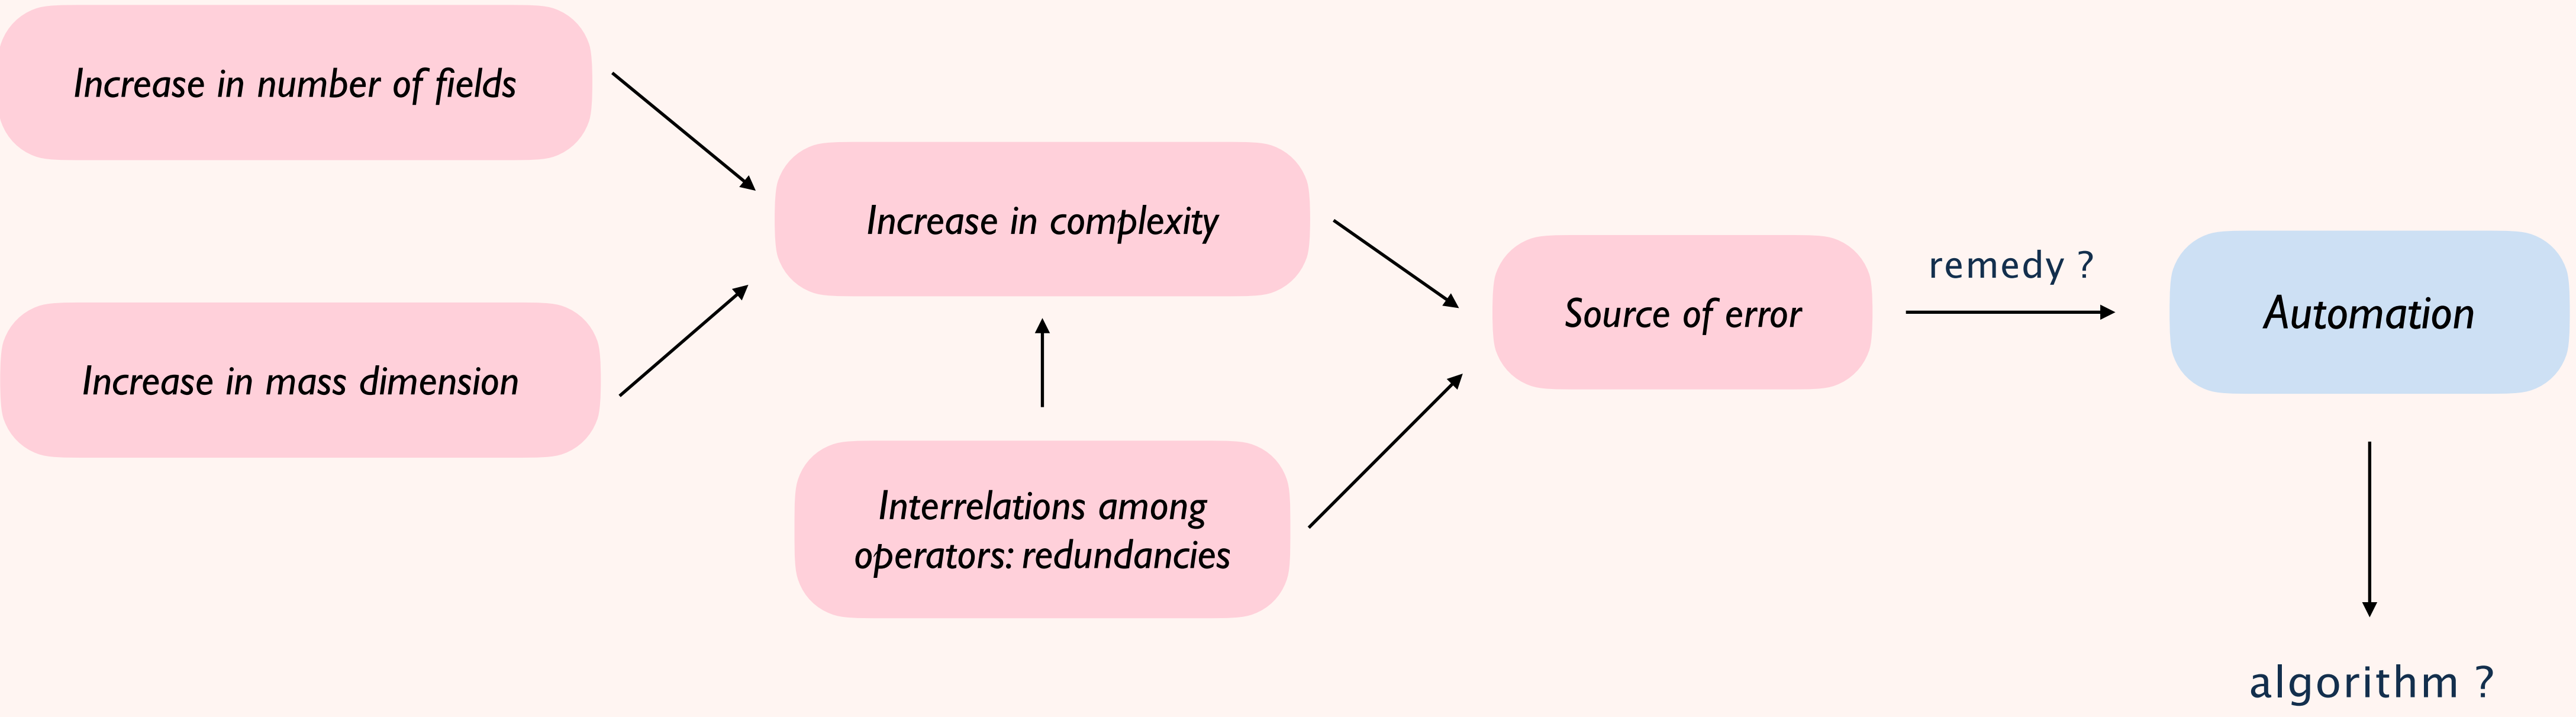 Increase in number of fields
Increase in mass dimension
Increase in complexity
Interrelations among
operators: redundancies
Source of error
remedy ?
Automation
algorithm ?